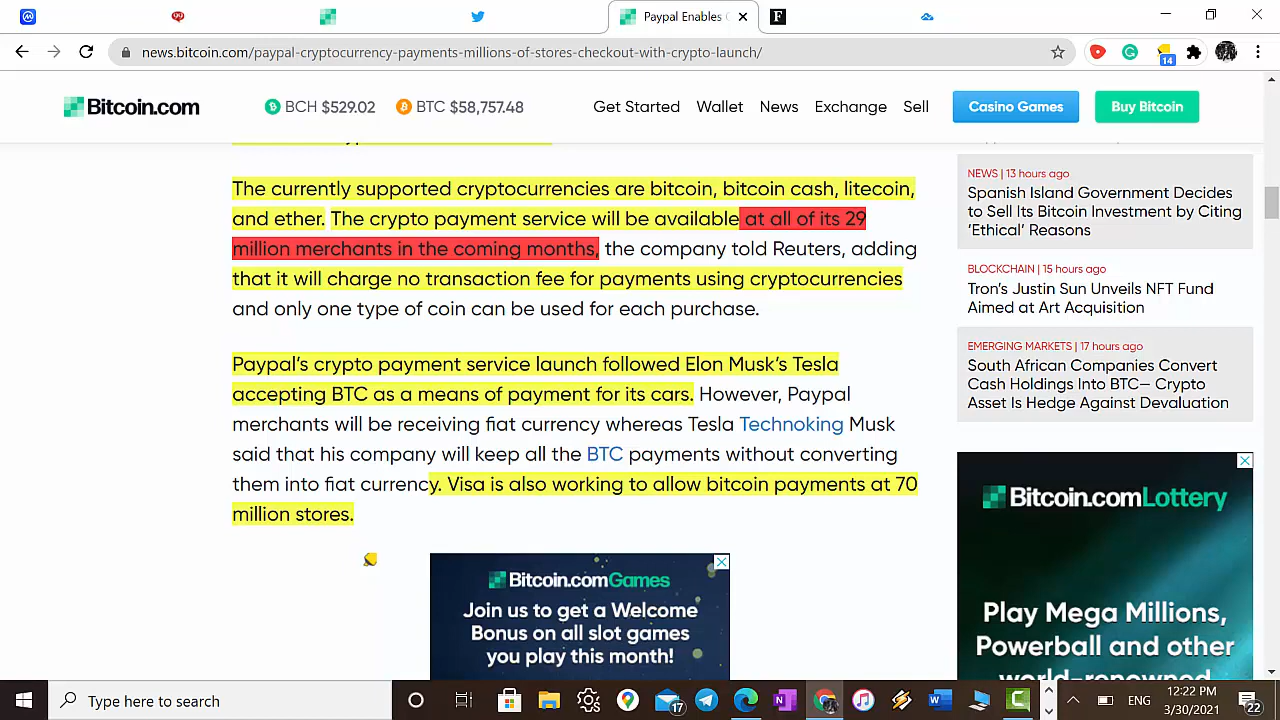 Paypal Enables C
news.bitcoin.com/paypal-cryptocurrency-payments-millions-of-stores-checkout-with-crypto-launch/
14
Bitcoin.com
BCH $529.02
BTC $58,757.48
Get Started
Wallet
News
Exchange
Sell
Casino Games
Buy Bitcoin
The currently supported cryptocurrencies are bitcoin, bitcoin cash, litecoin,
and ether. The crypto payment service will be available at all of its 29
million merchants in the coming months, the company told Reuters, adding
that it will charge no transaction fee for payments using cryptocurrencies
and only one type of coin can be used for each purchase.
Paypal's crypto payment service launch followed Elon Musk's Tesla
accepting BTC as a means of payment for its cars. However, Paypal
merchants will be receiving fiat currency whereas Tesla Technoking Musk
said that his company will keep all the BTC payments without converting
them into fiat currency. Visa is also working to allow bitcoin payments at 70
million stores.
Bitcoin.comGames
Join us to get a Welcome
Bonus on all slot games
you play this month!
NEWS | 13 hours ago
Spanish Island Government Decides
to Sell Its Bitcoin Investment by Citing
'Ethical' Reasons
BLOCKCHAIN | 15 hours ago
Tron's Justin Sun Unveils NFT Fund
Aimed at Art Acquisition
EMERGING MARKETS | 17 hours ago
South African Companies Convert
Cash Holdings Into BTC— Crypto
Asset Is Hedge Against Devaluation
Bitcoin.comLottery
Play Mega Millions,
Powerball and other
world-renowned
Type here to search
17
ENG
12:22 PM
3/30/2021
22